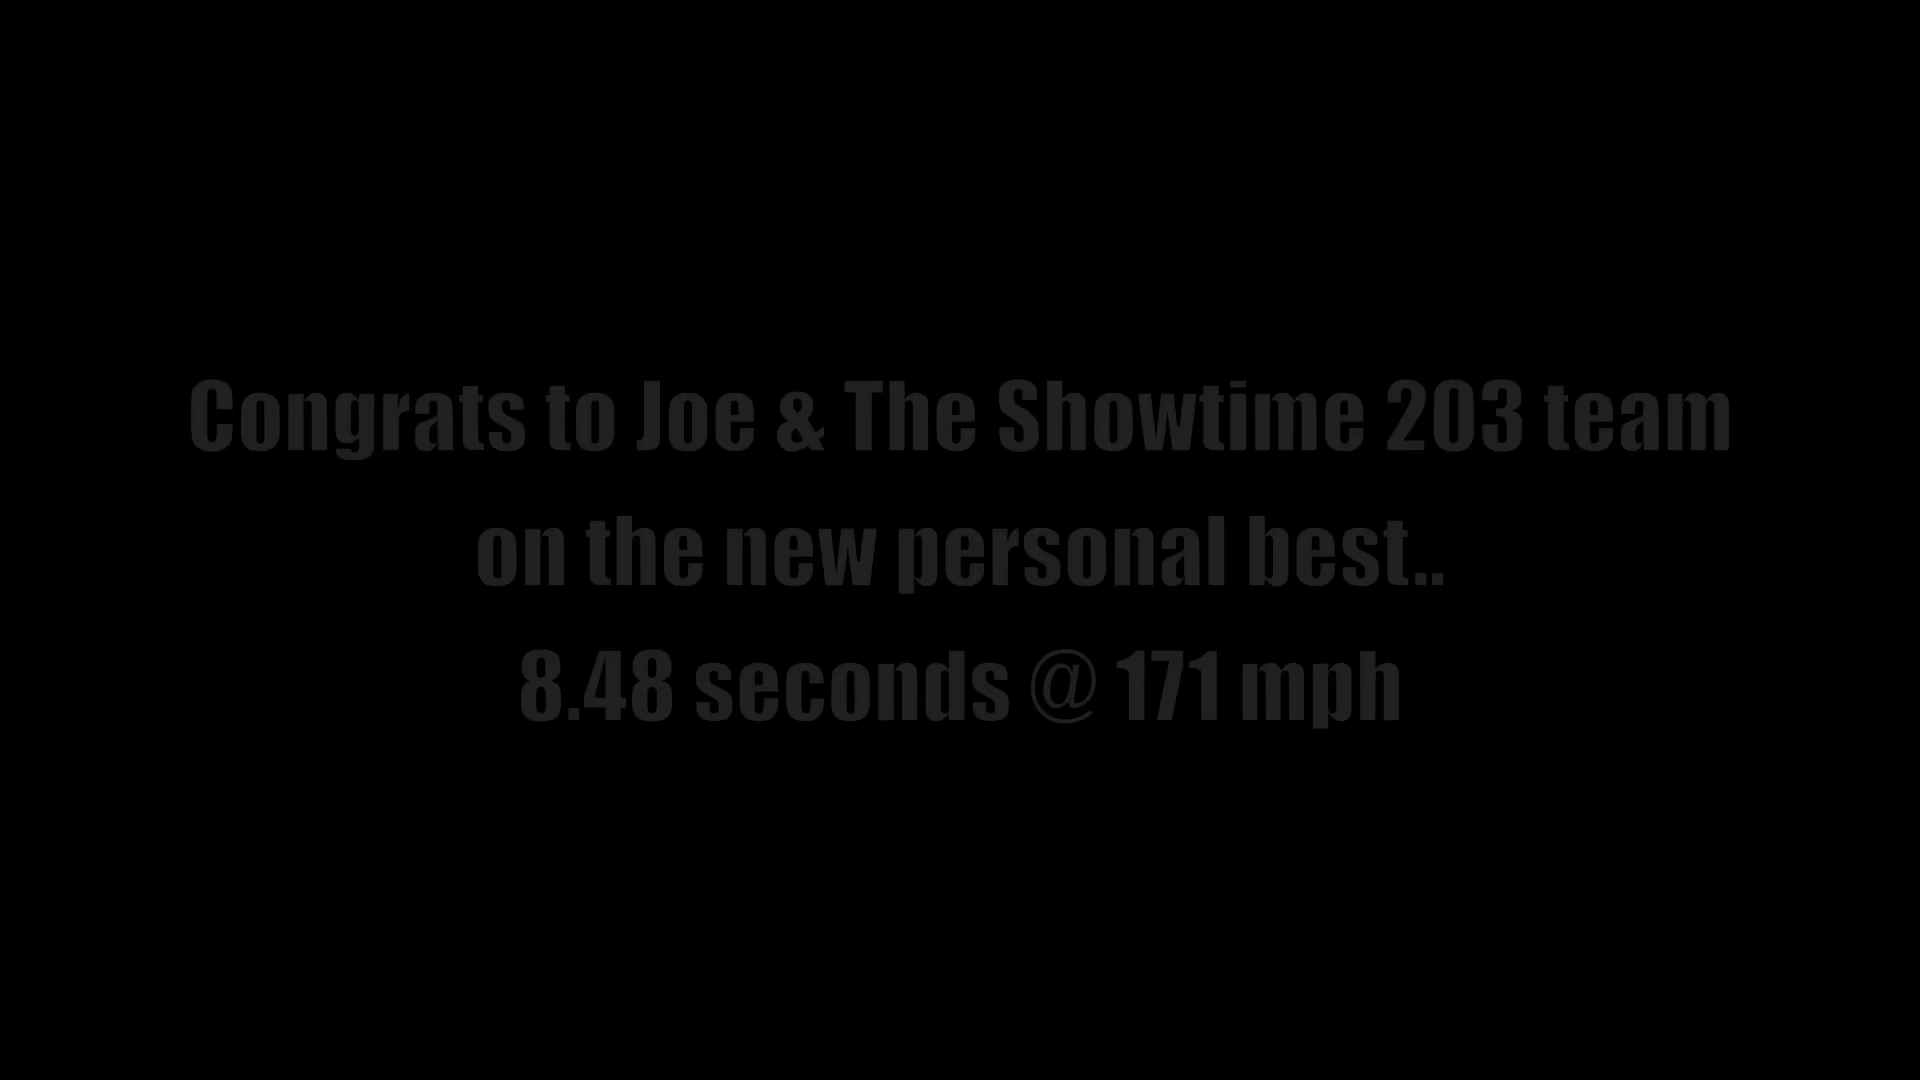 Congrats to Joe & The Showtime 203 team
on the new personal best..
8.48 seconds @ 171 mph